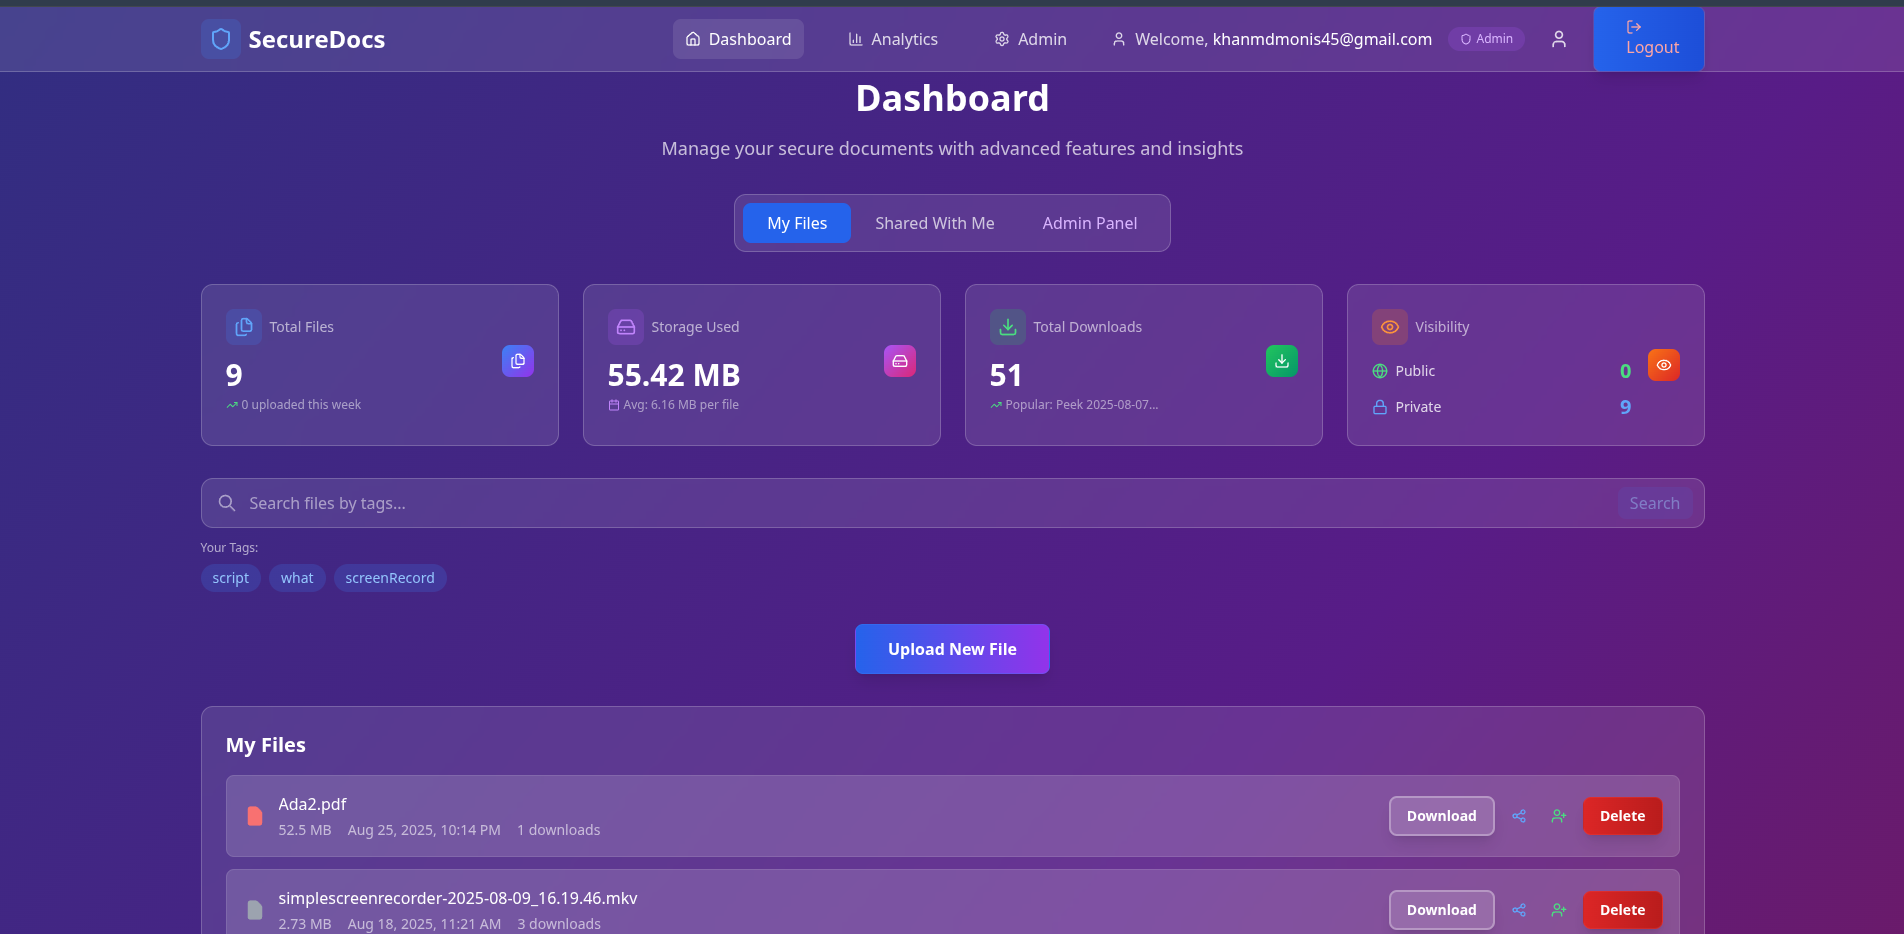 SecureDocs
Dashboard
Analytics
Admin
Welcome, khanmdmonis45@gmail.com
Admin
Logout
Dashboard
Manage your secure documents with advanced features and insights
My Files
Shared With Me
Admin Panel
Total Files
9
0 uploaded this week
Storage Used
55.42 MB
Avg: 6.16 MB per file
Total Downloads
51
Popular: Peek 2025-08-07...
Visibility
Public 0
Private 9
Search files by tags...
Search
Your Tags:
script what screenRecord
Upload New File
My Files
Ada2.pdf
52.5 MB Aug 25, 2025, 10:14 PM 1 downloads
Download Delete
simplescreenrecorder-2025-08-09_16.19.46.mkv
2.73 MB Aug 18, 2025, 11:21 AM 3 downloads
Download Delete